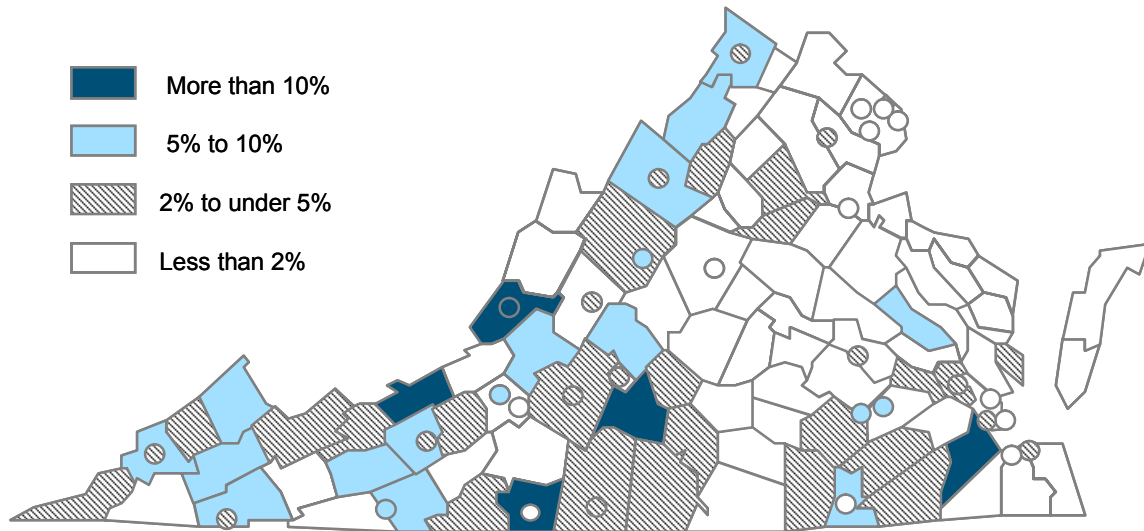 More than 10%
5% to 10%
2% to under 5%
Less than 2%